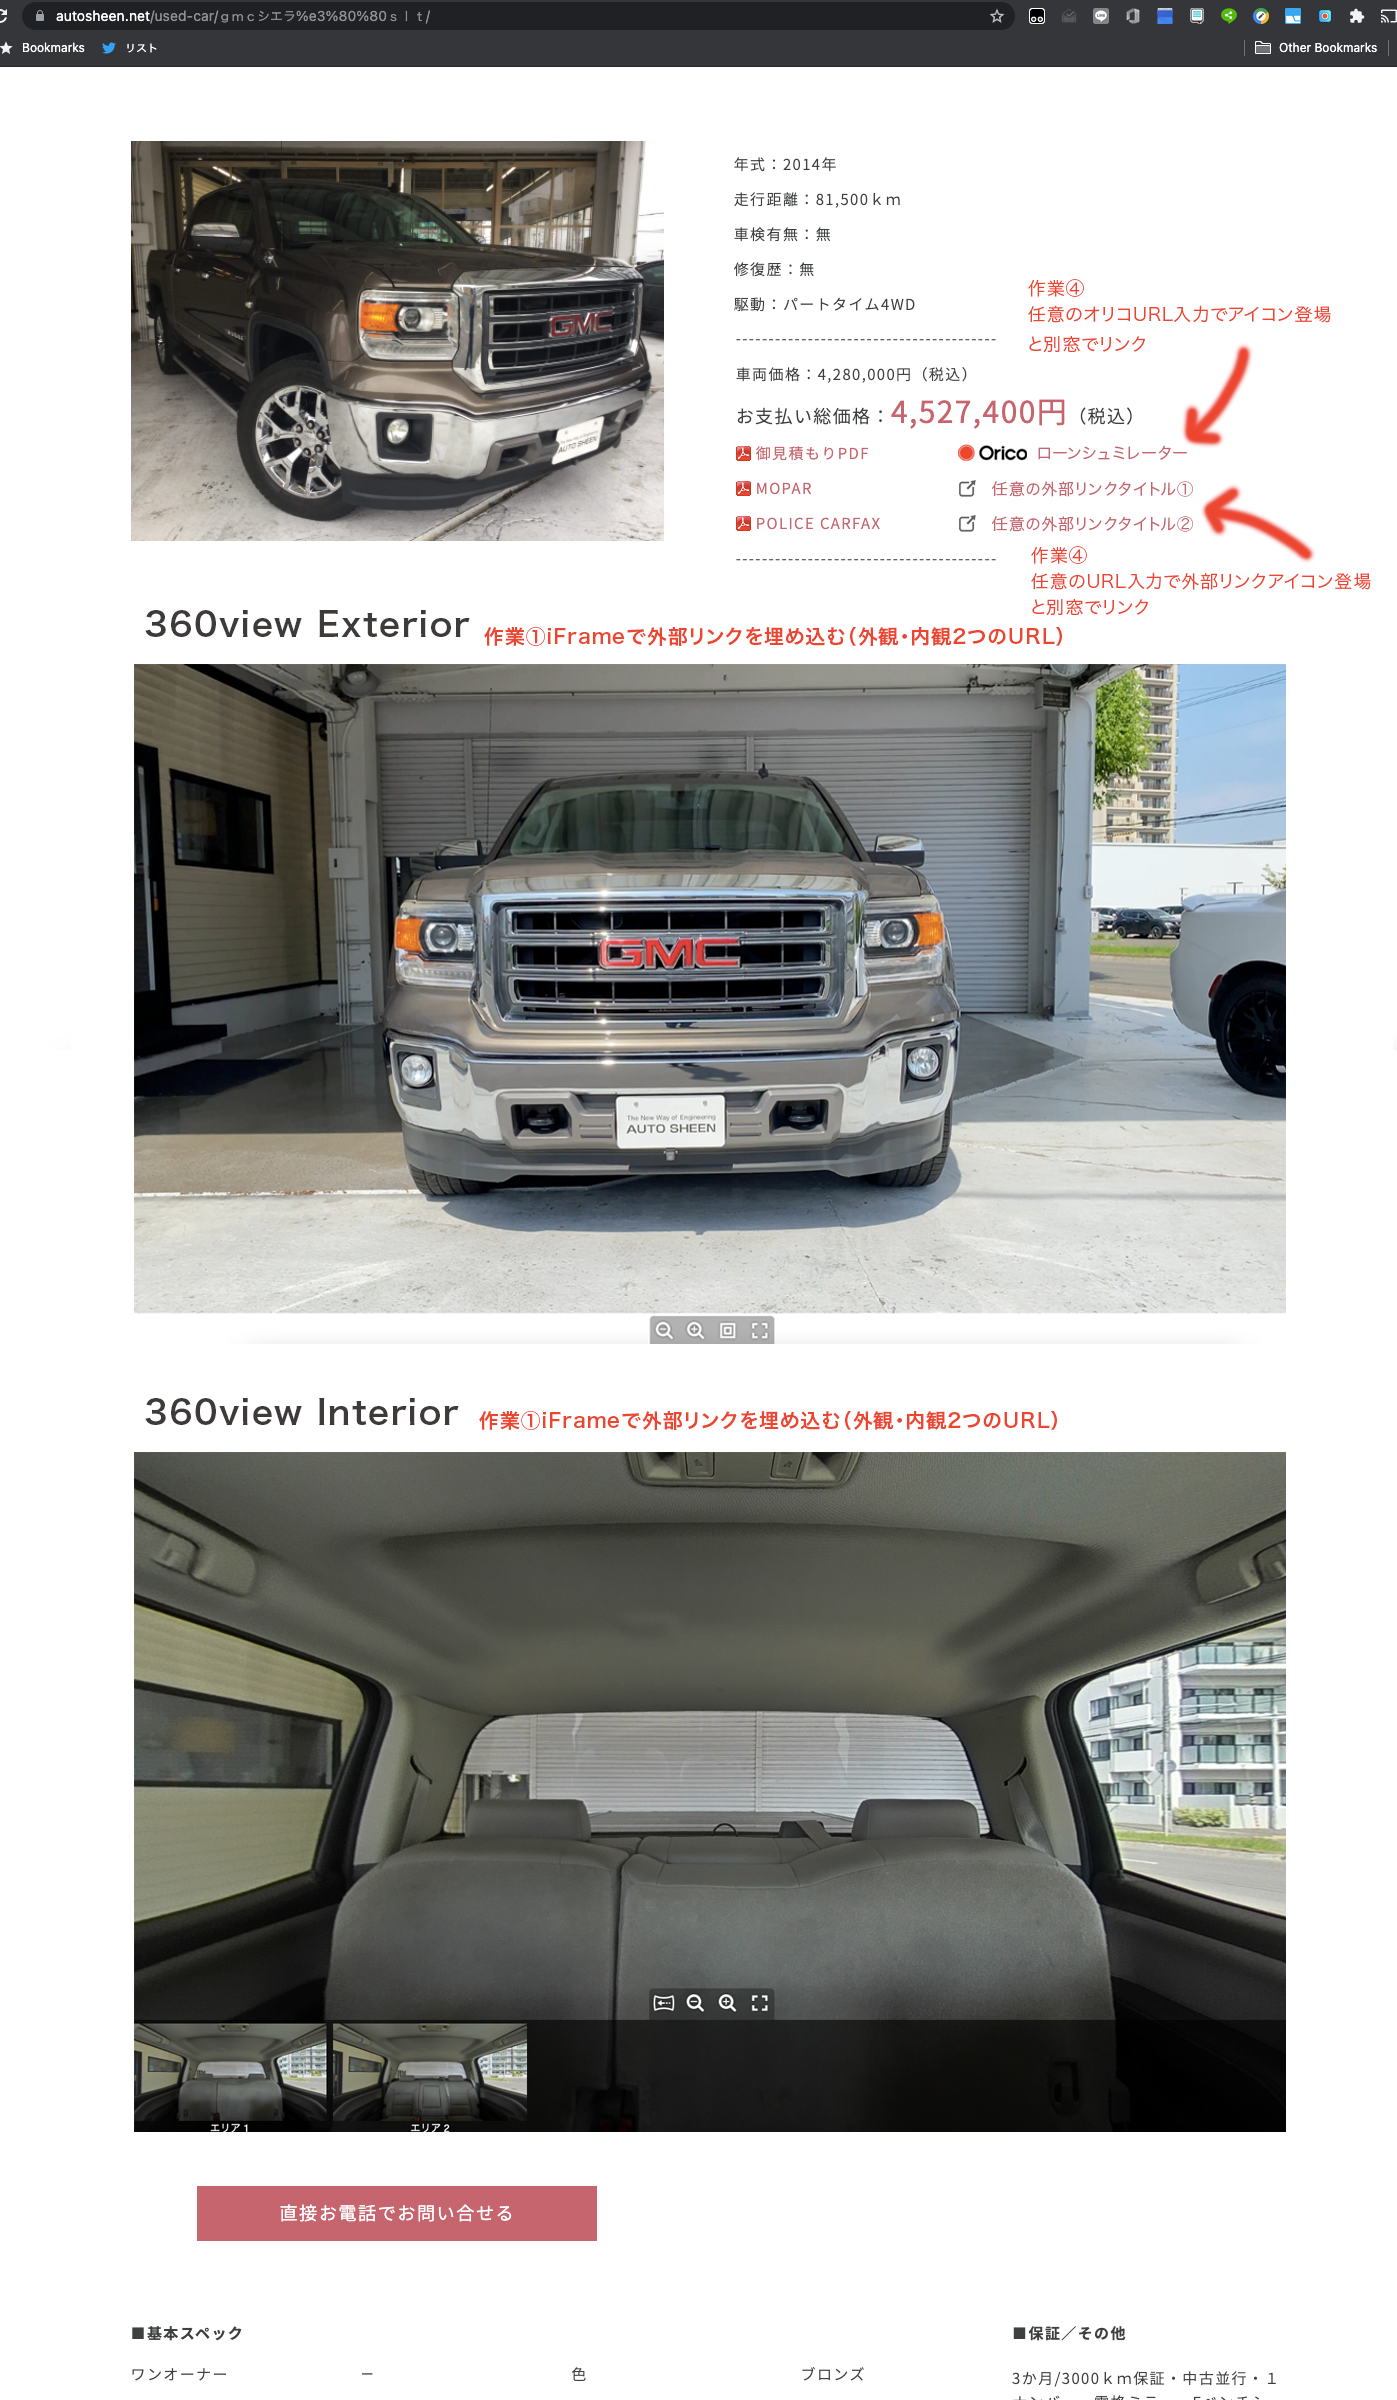 autosheen.net/used-car/ｇｍｃシエラ%e3%80%80ｓｌｔ/
Bookmarks
リスト
Other Bookmarks
年式：2014年
走行距離：81,500ｋｍ
車検有無：無
修復歴：無
駆動：パートタイム4WD
----------------------------------------
作業④
任意のオリコURL入力でアイコン登場
と別窓でリンク
車両価格：4,280,000円（税込）
お支払い総価格：4,527,400円（税込）
御見積もりPDF
Orico ローンシュミレーター
MOPAR
任意の外部リンクタイトル①
POLICE CARFAX
任意の外部リンクタイトル②
----------------------------------------
作業④
任意のURL入力で外部リンクアイコン登場
と別窓でリンク
GMC
AUTO SHEEN
360view Exterior
作業①iFrameで外部リンクを埋め込む（外観・内観2つのURL）
GMC
The New Way of Engineering
AUTO SHEEN
360view Interior
作業①iFrameで外部リンクを埋め込む（外観・内観2つのURL）
エリア１
エリア２
直接お電話でお問い合せる
■基本スペック
■保証／その他
ワンオーナー
–
色
ブロンズ
3か月/3000ｋｍ保証・中古並行・１